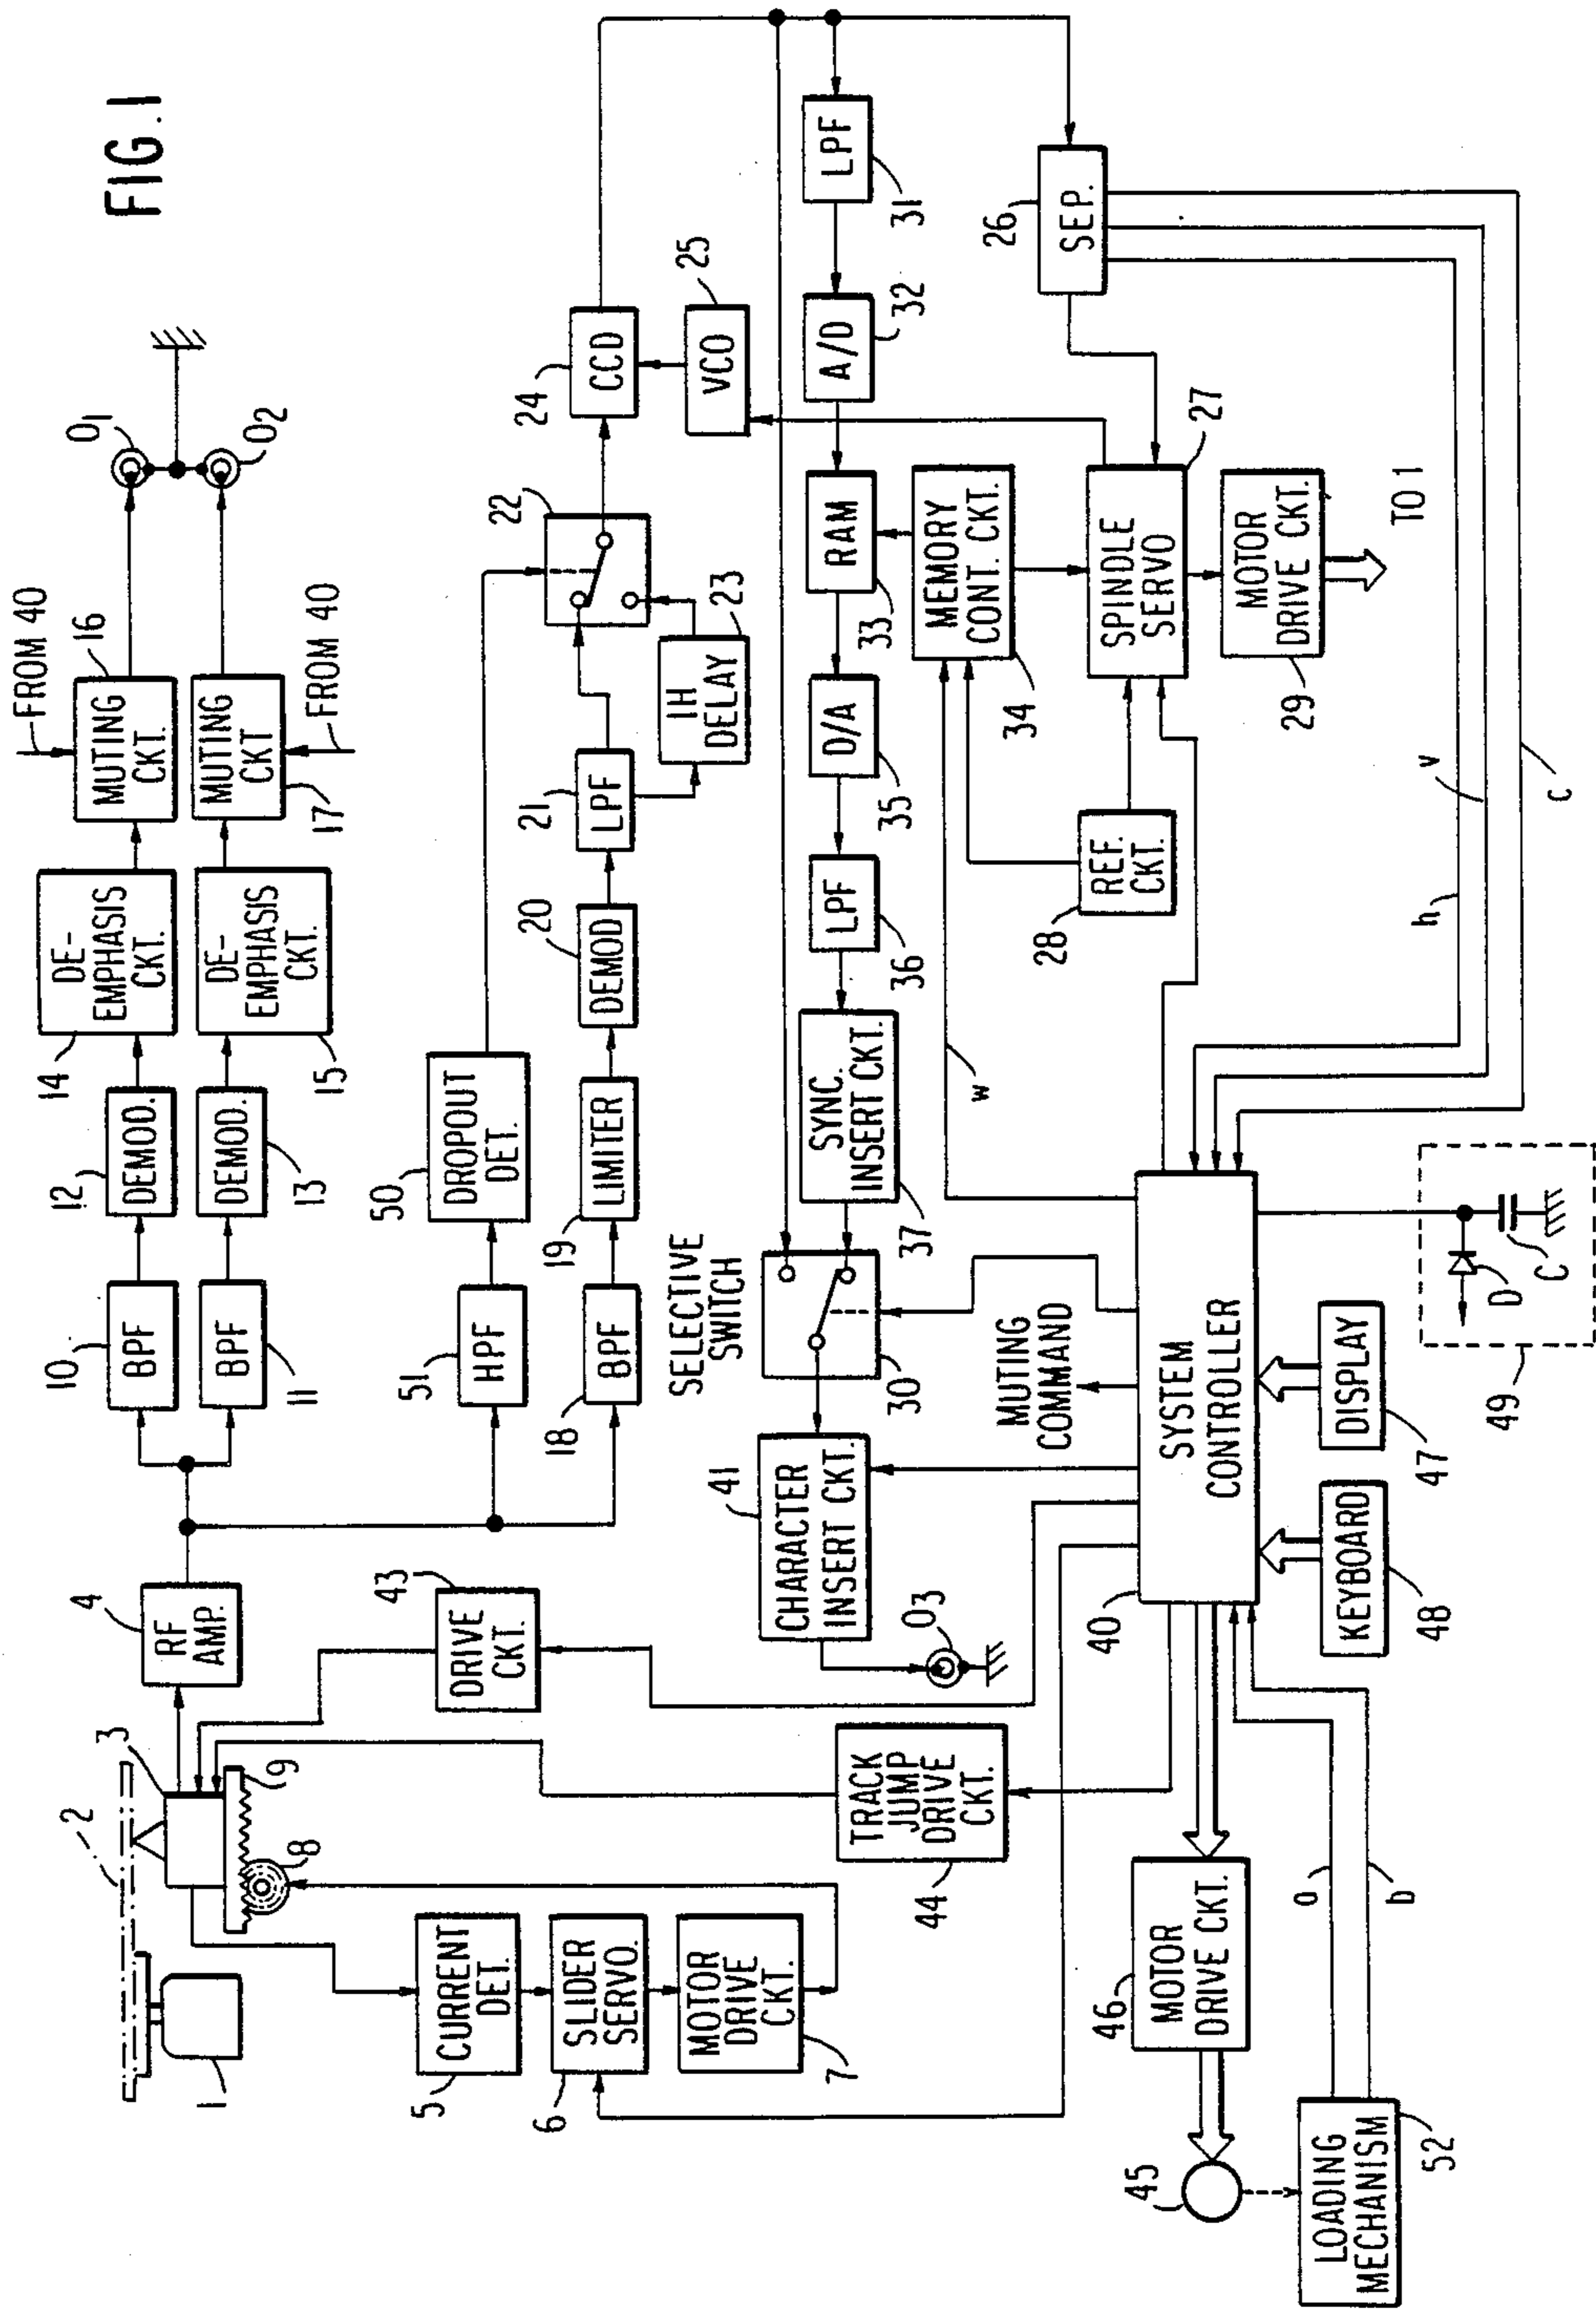 FIG.1
FROM 40
16
MUTING
CKT.
O1
O2
MUTING
CKT
17
FROM 40
DE-
EMPHASIS
CKT.
14
DE-
EMPHASIS
CKT.
15
12
DEMOD.
DEMOD.
13
10
BPF
BPF
11
4
RF
AMP.
2
3
9
8
1
5
CURRENT
DET.
6
SLIDER
SERVO.
MOTOR
DRIVE
CKT.
7
43
DRIVE
CKT.
TRACK
JUMP
DRIVE
CKT.
44
51
HPF
50
DROPOUT
DET.
18
BPF
19
LIMITER
20
DEMOD
21
LPF
1H
DELAY
23
22
24
CCD
25
VCO
LPF
31
A/D
32
RAM
33
MEMORY
CONT. CKT.
34
D/A
35
LPF
36
SYNC.
INSERT CKT.
37
SELECTIVE
SWITCH
30
41
CHARACTER
INSERT CKT.
O3
26
SEP.
SPINDLE
SERVO
27
MOTOR
DRIVE CKT.
29
TO 1
REF.
CKT.
28
w
h
v
c
MUTING
COMMAND
SYSTEM
CONTROLLER
40
D
C
49
DISPLAY
47
KEYBOARD
48
46
MOTOR
DRIVE CKT.
45
a
b
LOADING
MECHANISM
52